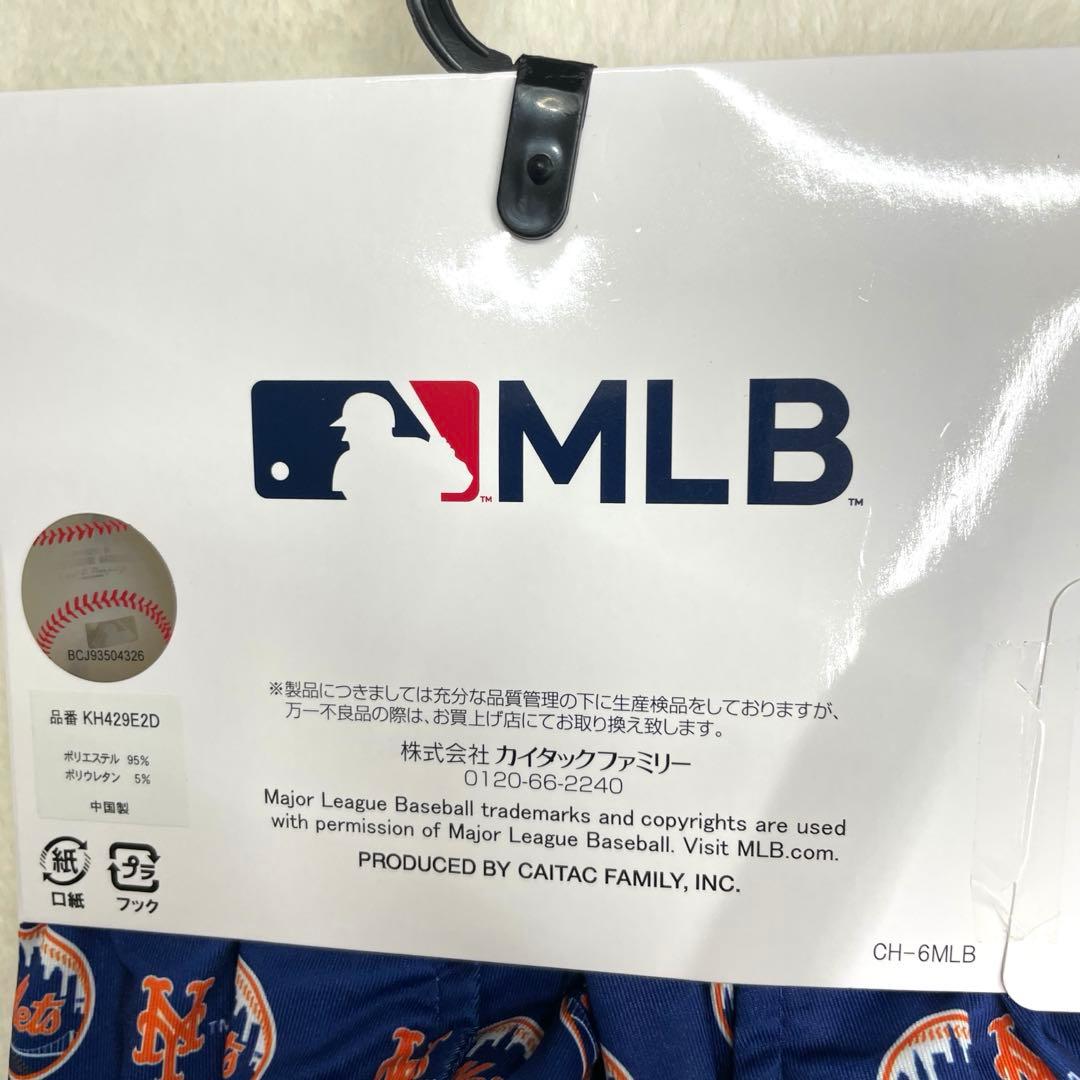 MLB
TM
TM
BCJ93504326
品番 KH429E2D
ポリエステル 95%
ポリウレタン 5%
中国製
紙
口紙
プラ
フック
※製品につきましては充分な品質管理の下に生産検品をしておりますが、
万一不良品の際は、お買上げ店にてお取り換え致します。
株式会社 カイタックファミリー
0120-66-2240
Major League Baseball trademarks and copyrights are used
with permission of Major League Baseball. Visit MLB.com.
PRODUCED BY CAITAC FAMILY, INC.
CH-6MLB
ets
NY